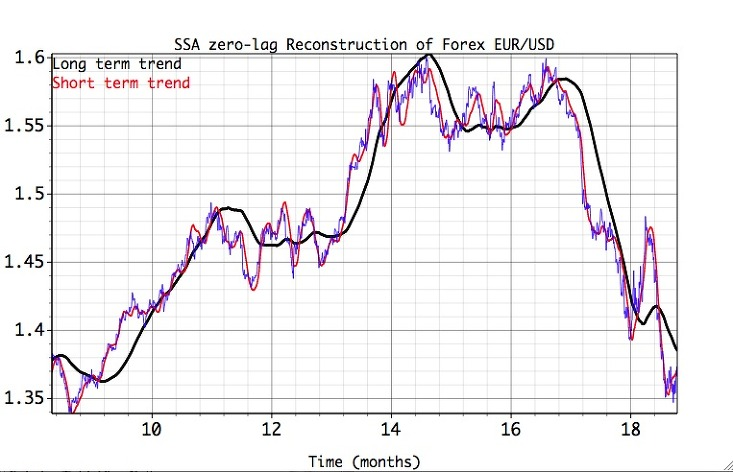 SSA zero-lag Reconstruction of Forex EUR/USD
Long term trend
Short term trend
1.6
1.55
1.5
1.45
1.4
1.35
10 12 14 16 18
Time (months)